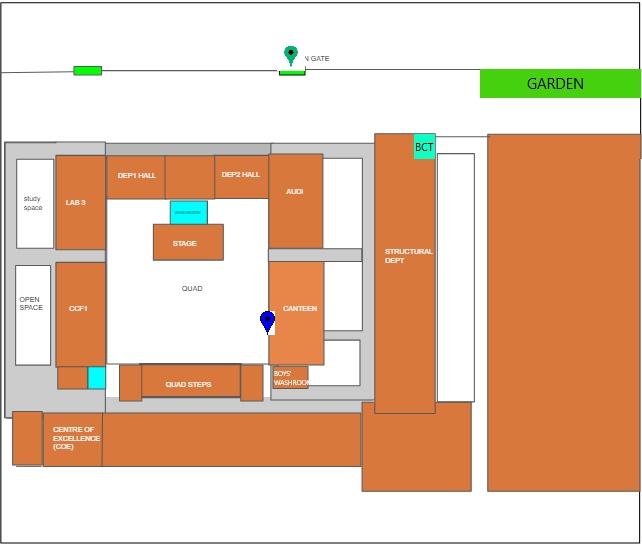 N GATE
GARDEN
BCT
DEP1 HALL
DEP2 HALL
AUDI
study
space
LAB 3
STAGE
STRUCTURAL
DEPT
QUAD
OPEN
SPACE
CCF1
CANTEEN
BOYS'
WASHROOM
QUAD STEPS
CENTRE OF
EXCELLENCE
(COE)